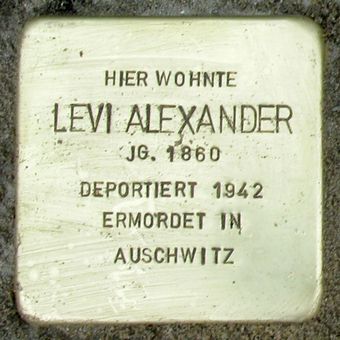 HIER WOHNTE
LEVI ALEXANDER
JG. 1860
DEPORTIERT 1942
ERMORDET IN
AUSCHWITZ